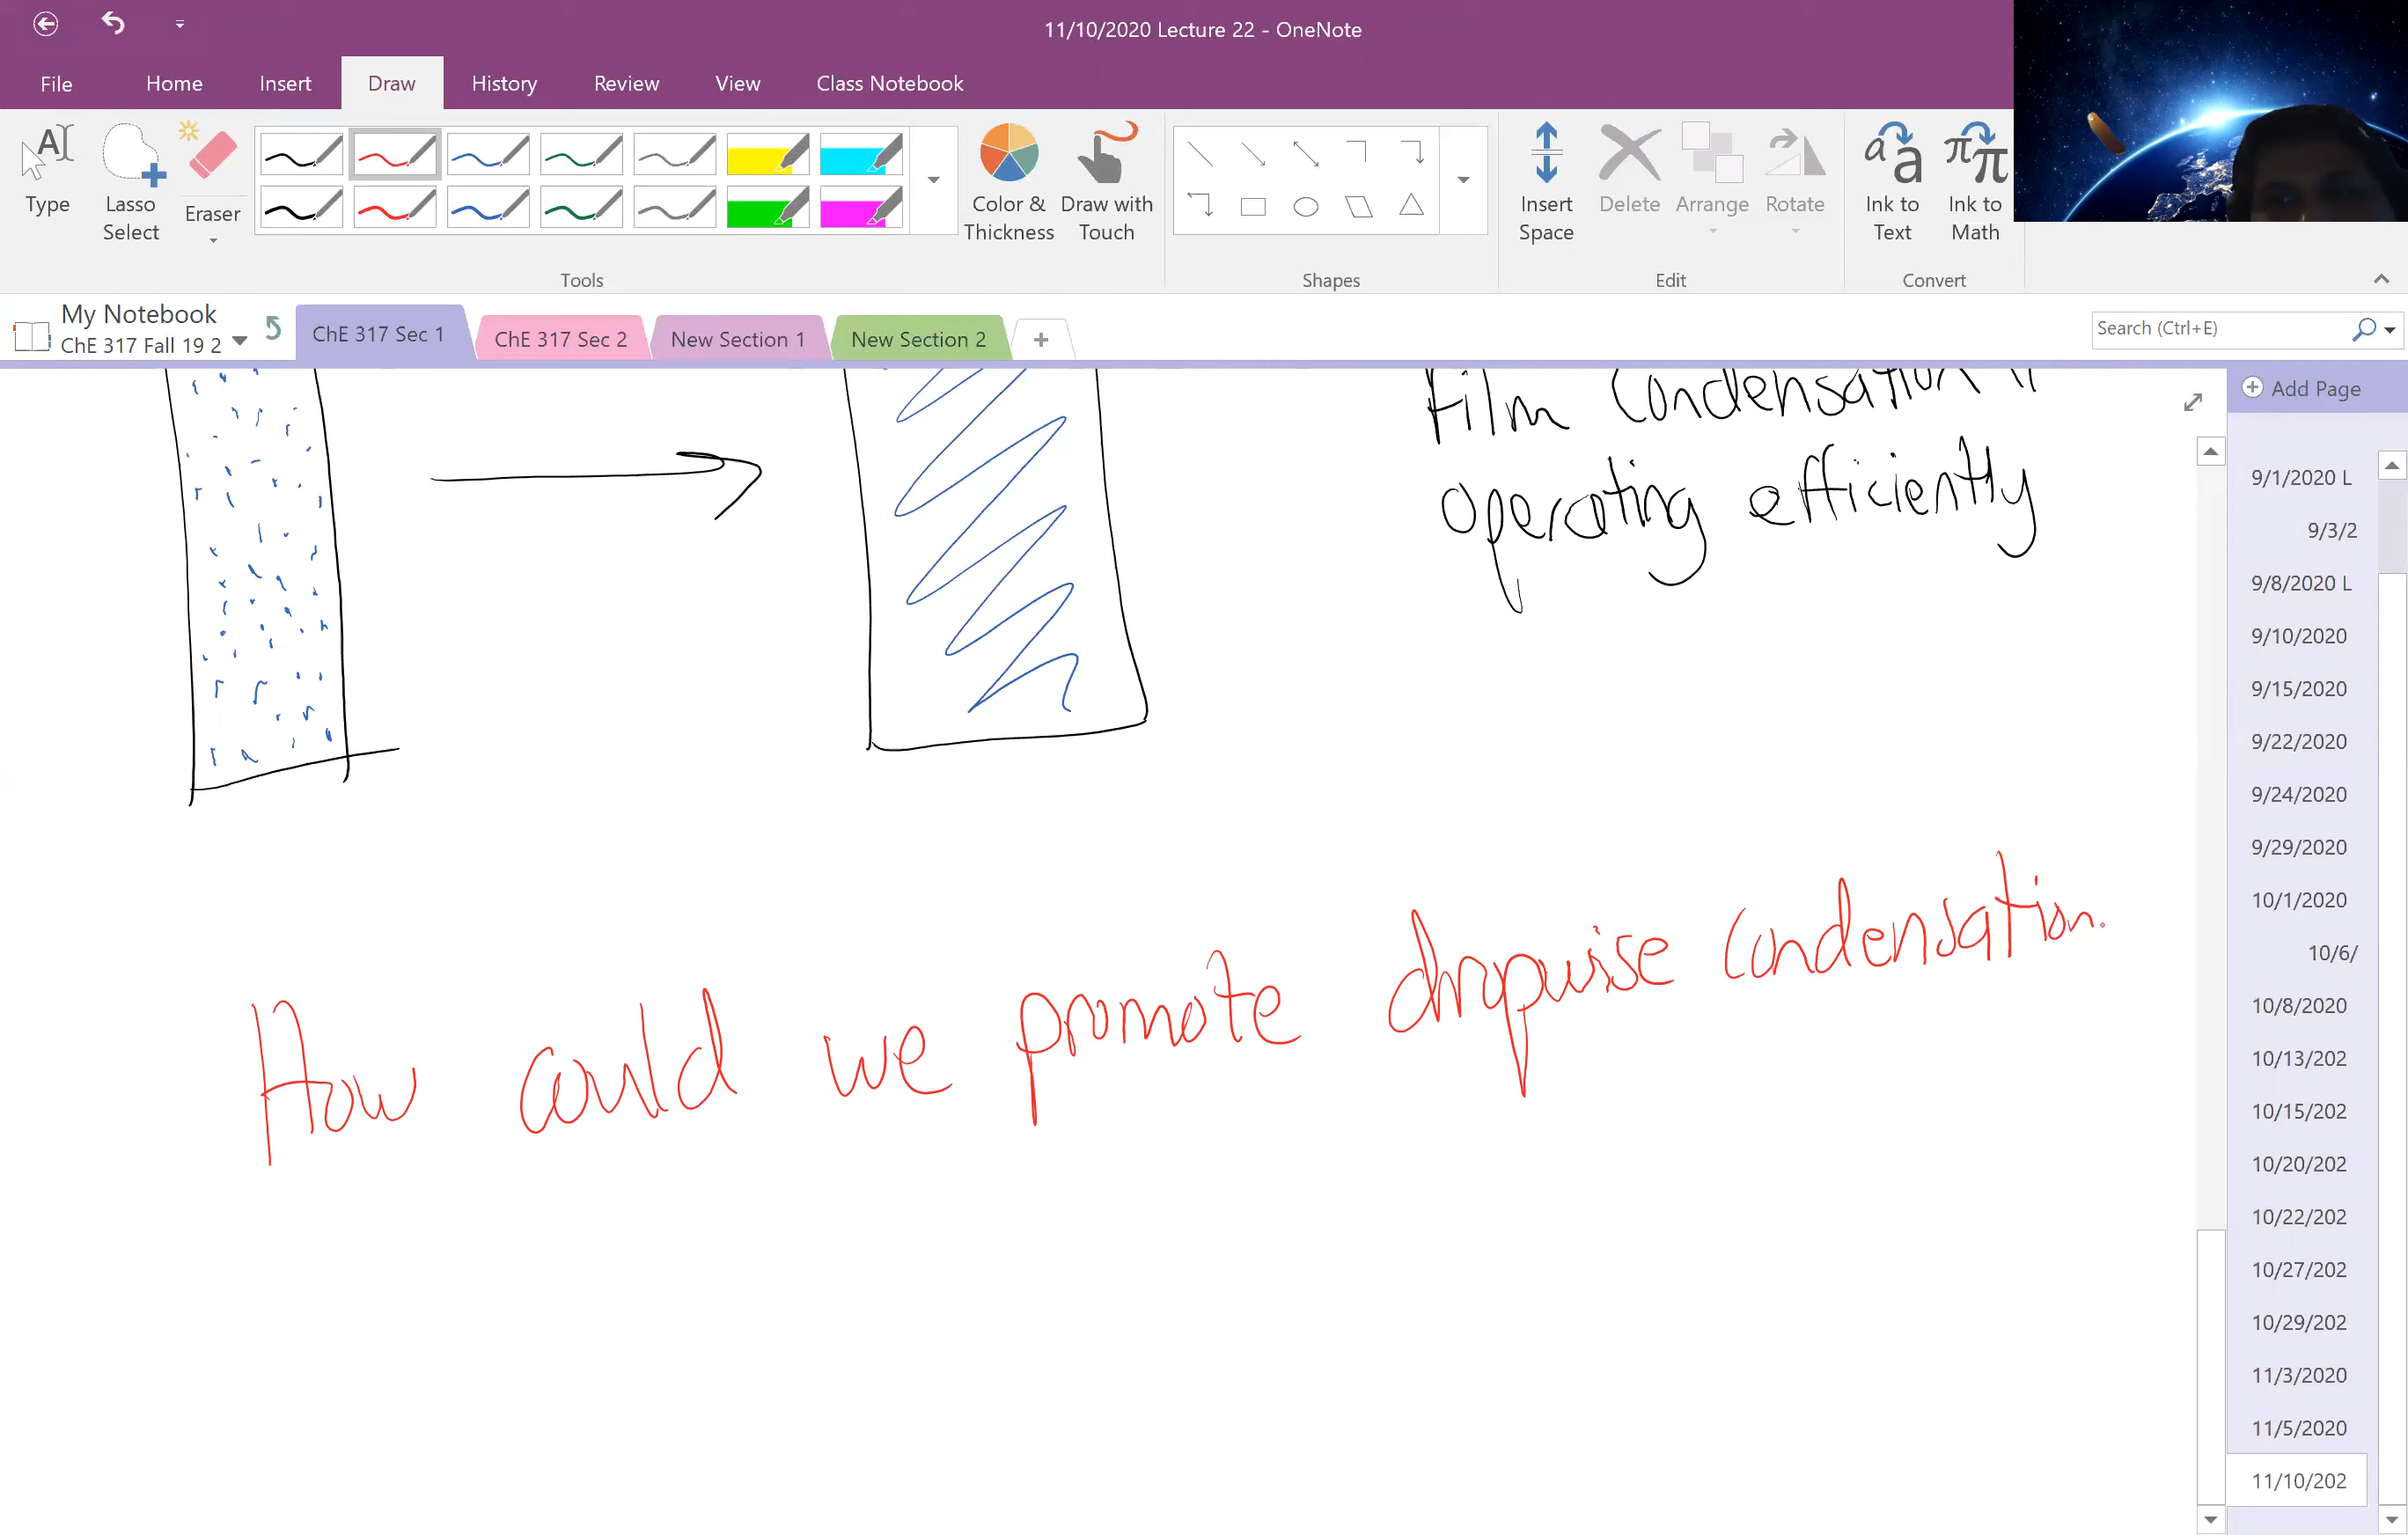 11/10/2020 Lecture 22 - OneNote
File Home Insert Draw History Review View Class Notebook
Type
Lasso Select
Eraser
Color & Thickness
Draw with Touch
Insert Space
Delete
Arrange
Rotate
Ink to Text
Ink to Math
Tools
Shapes
Edit
Convert
My Notebook
ChE 317 Fall 19 2
ChE 317 Sec 1
ChE 317 Sec 2
New Section 1
New Section 2
Search (Ctrl+E)
Film Condensation
operating efficiently
How could we promote dropwise condensation.
Add Page
9/1/2020 L
9/3/2
9/8/2020 L
9/10/2020
9/15/2020
9/22/2020
9/24/2020
9/29/2020
10/1/2020
10/6/
10/8/2020
10/13/202
10/15/202
10/20/202
10/22/202
10/27/202
10/29/202
11/3/2020
11/5/2020
11/10/202